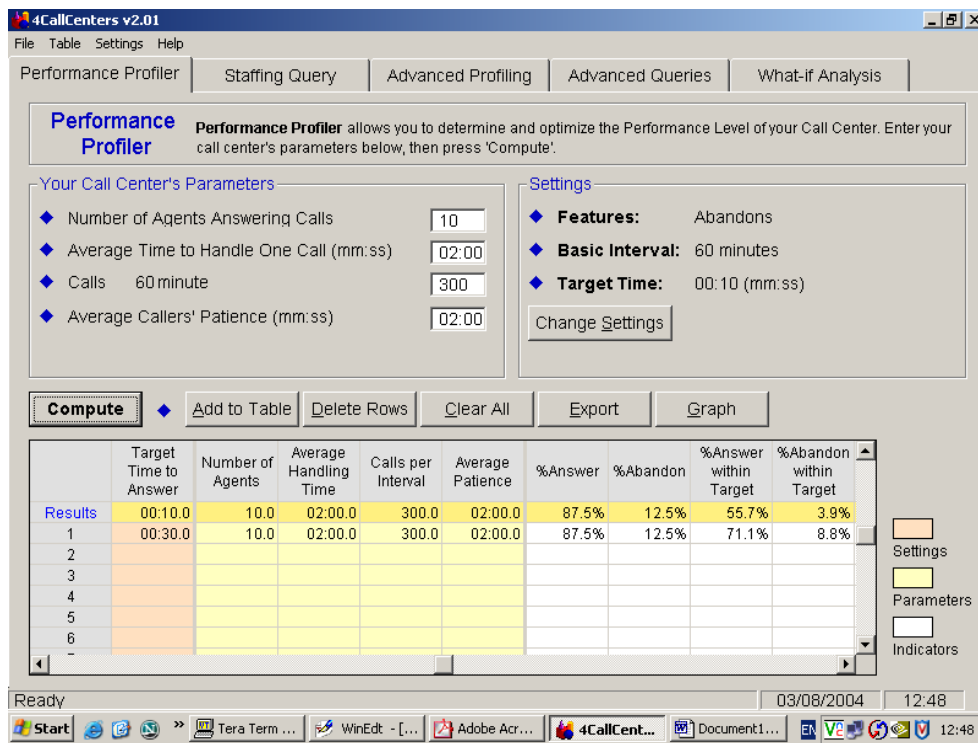 4CallCenters v2.01
File Table Settings Help
Performance Profiler Staffing Query Advanced Profiling Advanced Queries What-if Analysis
Performance Profiler
Performance Profiler allows you to determine and optimize the Performance Level of your Call Center. Enter your
call center's parameters below, then press 'Compute'.
Your Call Center's Parameters
Number of Agents Answering Calls 10
Average Time to Handle One Call (mm:ss) 02:00
Calls 60 minute 300
Average Callers' Patience (mm:ss) 02:00
Settings
Features: Abandons
Basic Interval: 60 minutes
Target Time: 00:10 (mm:ss)
Change Settings
Compute Add to Table Delete Rows Clear All Export Graph
Target Time to Answer Number of Agents Average Handling Time Calls per Interval Average Patience %Answer %Abandon %Answer within Target %Abandon within Target
Results 00:10.0 10.0 02:00.0 300.0 02:00.0 87.5% 12.5% 55.7% 3.9%
1 00:30.0 10.0 02:00.0 300.0 02:00.0 87.5% 12.5% 71.1% 8.8%
2
3
4
5
6
Settings
Parameters
Indicators
Ready 03/08/2004 12:48
Start » Tera Term ... WinEdt - [... Adobe Acr... 4CallCent... Document1... EN 12:48